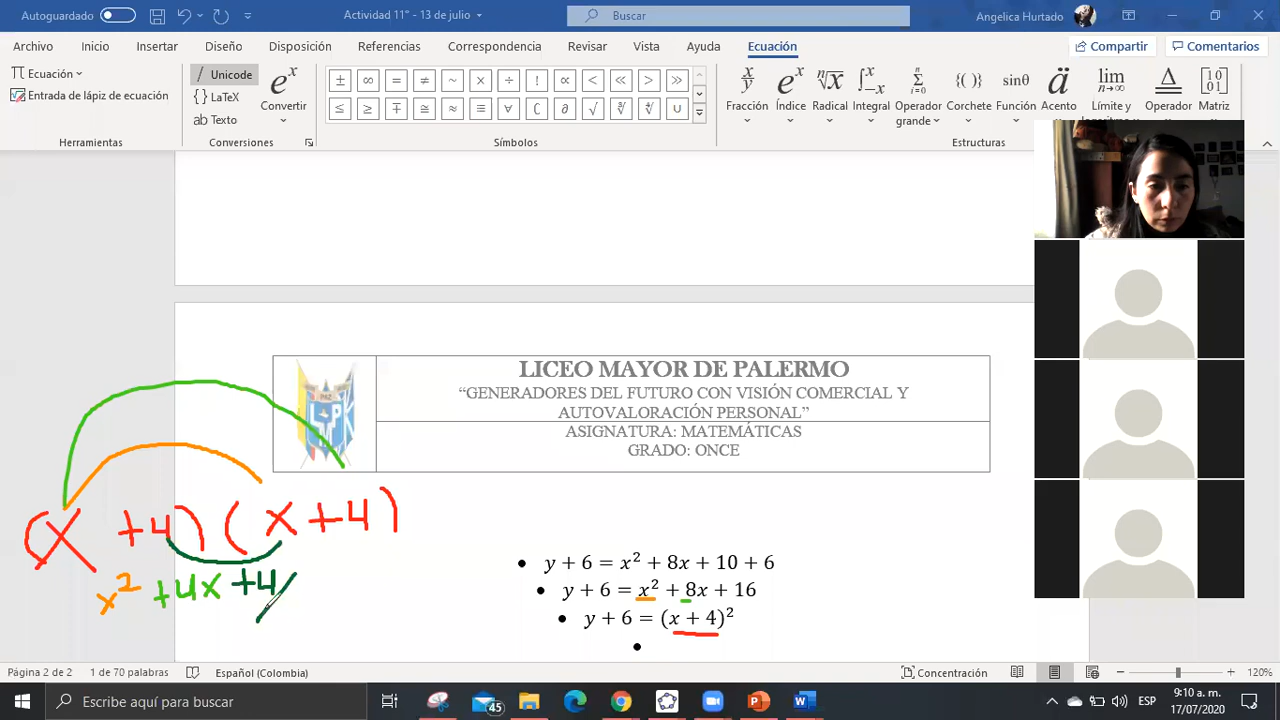 Autoguardado
Actividad 11° - 13 de julio
Buscar
Angelica Hurtado
Archivo Inicio Insertar Diseño Disposición Referencias Correspondencia Revisar Vista Ayuda Ecuación Compartir Comentarios
Ecuación
Entrada de lápiz de ecuación
Herramientas
Unicode
LaTeX
Texto
Convertir
Conversiones
± ∞ = ≠ ~ × ÷ ! ∝ < ≪ > ≫
≤ ≥ ∓ ≅ ≈ ≡ ∀ ∁ ∂ √ ∛ ∜ ∪
Símbolos
Fracción Índice Radical Integral Operador grande Corchete Función Acento Límite y logaritmo Operador Matriz
Estructuras
LICEO MAYOR DE PALERMO
“GENERADORES DEL FUTURO CON VISIÓN COMERCIAL Y
AUTOVALORACIÓN PERSONAL”
ASIGNATURA: MATEMÁTICAS
GRADO: ONCE
(x +4) (x +4)
x² +4x +4
• y + 6 = x² + 8x + 10 + 6
• y + 6 = x² + 8x + 16
• y + 6 = (x + 4)²
Página 2 de 2 1 de 70 palabras Español (Colombia) Concentración 120%
Escribe aquí para buscar
45
ESP
9:10 a. m.
17/07/2020